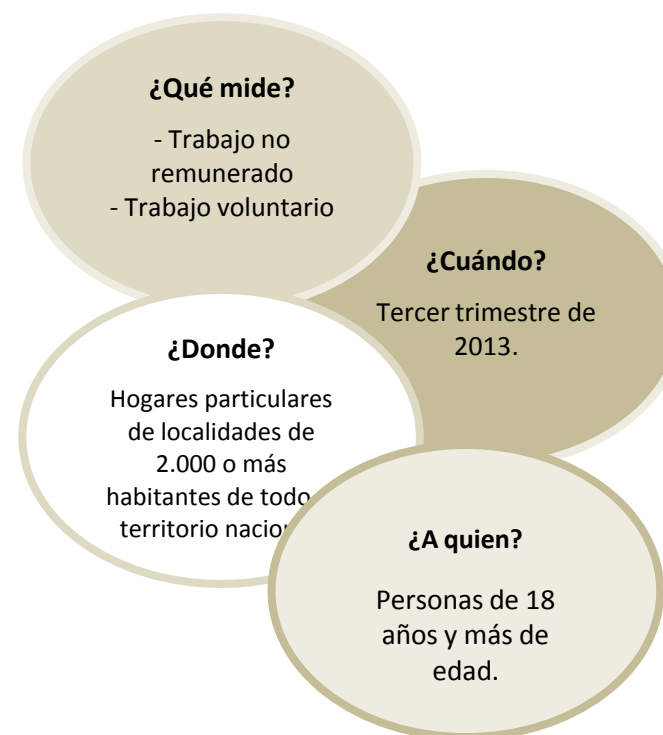 ¿Qué mide?
- Trabajo no
remunerado
- Trabajo voluntario
¿Cuándo?
Tercer trimestre de
2013.
¿Donde?
Hogares particulares
de localidades de
2.000 o más
habitantes de todo
territorio
¿A quien?
Personas de 18
años y más de
edad.